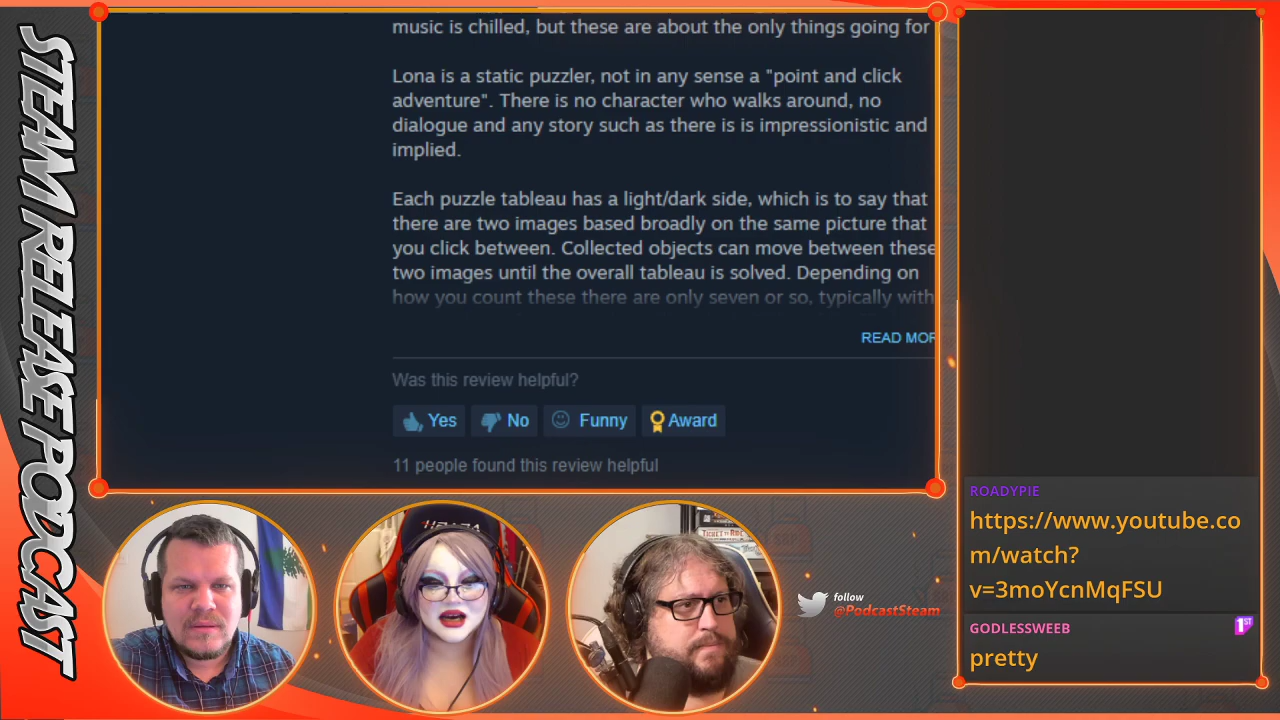 STEAM RELEASE PODCAST
music is chilled, but these are about the only things going for
Lona is a static puzzler, not in any sense a "point and click
adventure". There is no character who walks around, no
dialogue and any story such as there is is impressionistic and
implied.
Each puzzle tableau has a light/dark side, which is to say that
there are two images based broadly on the same picture that
you click between. Collected objects can move between these
two images until the overall tableau is solved. Depending on
how you count these there are only seven or so, typically with
READ MOR
Was this review helpful?
Yes
No
Funny
Award
11 people found this review helpful
TICKET TO RIDE
follow
@PodcastSteam
ROADYPIE
https://www.youtube.co
m/watch?
v=3moYcnMqFSU
GODLESSWEEB
1ST
pretty